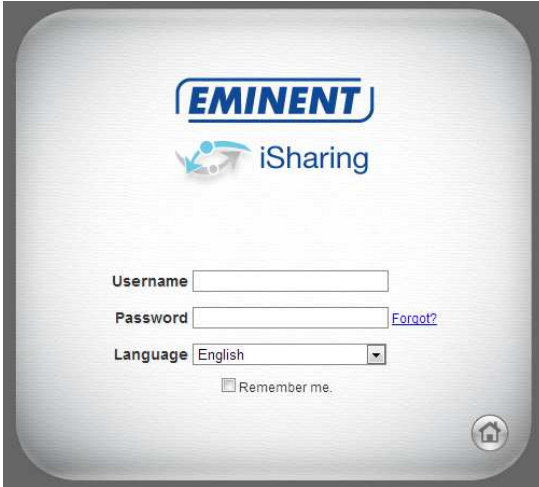 EMINENT
iSharing
Username
Password Forgot?
Language English
Remember me.